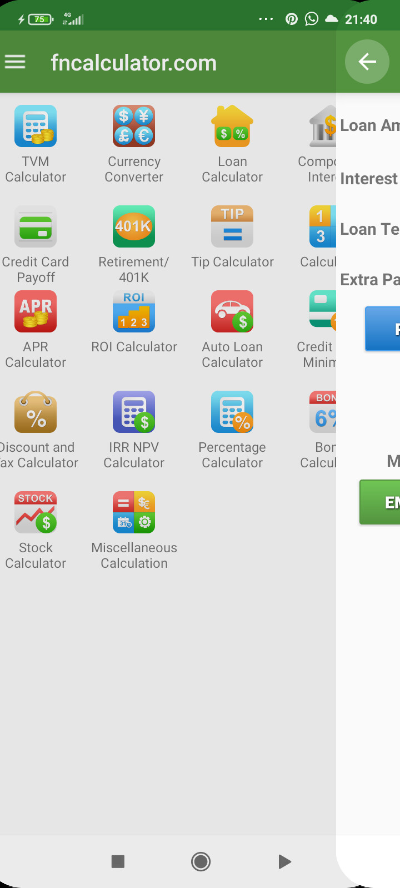 75
4G
21:40
fncalculator.com
Loan Am
TVM
Calculator
Currency
Converter
Loan
Calculator
Compo
Inter
Interest
TIP
401K
1
3
Loan Te
Credit Card
Payoff
Retirement/
401K
Tip Calculator
Calcul
Extra Pa
APR
ROI
1 2 3
APR
Calculator
ROI Calculator
Auto Loan
Calculator
Credit
Minim
BON
6%
Discount and
ax Calculator
IRR NPV
Calculator
Percentage
Calculator
Bon
Calcul
M
STOCK
EM
Stock
Calculator
Miscellaneous
Calculation